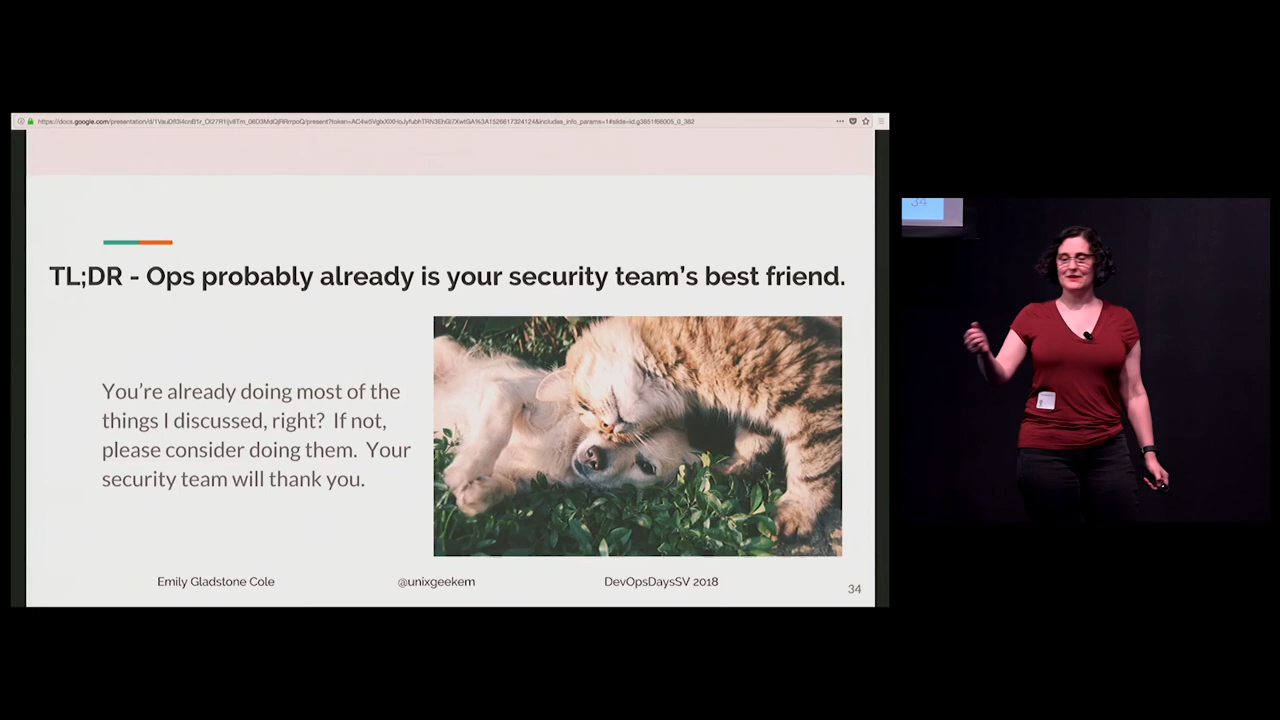 TL;DR - Ops probably already is your security team’s best friend.
You’re already doing most of the
things I discussed, right? If not,
please consider doing them. Your
security team will thank you.
Emily Gladstone Cole
@unixgeekem
DevOpsDaysSV 2018
34
34